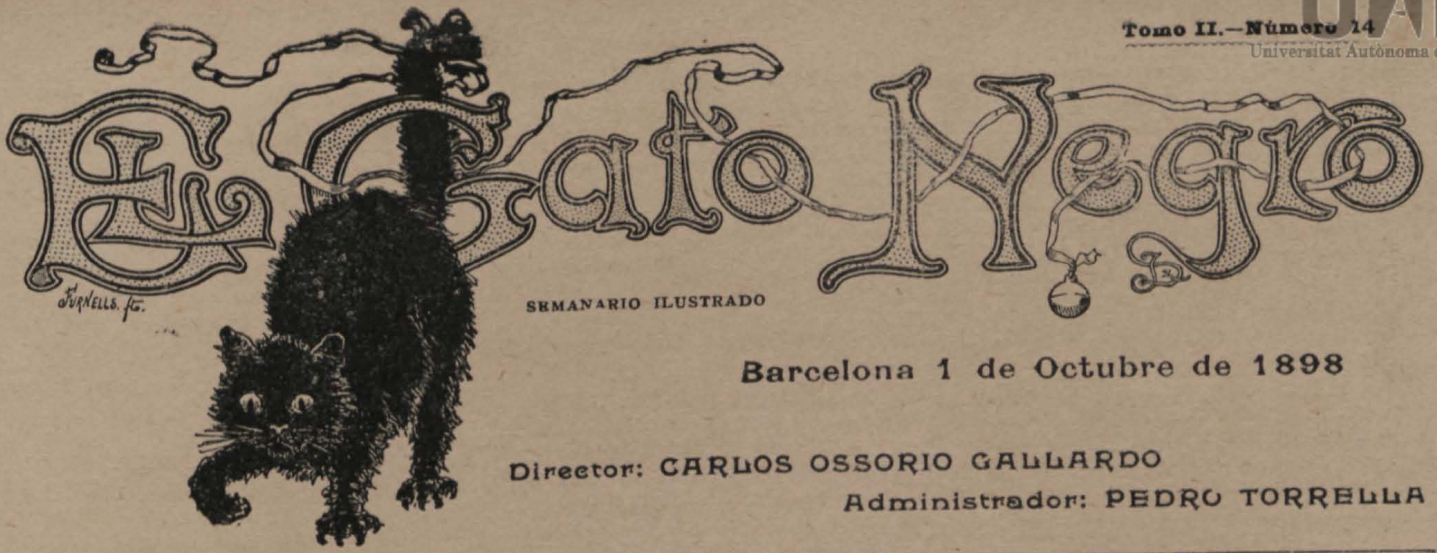 Tomo II.—Número 14
Universitat Autònoma
El Gato Negro
FURNELLS. ft.
SEMANARIO ILUSTRADO
Barcelona 1 de Octubre de 1898
Director: CARLOS OSSORIO GALLARDO
Administrador: PEDRO TORRELLA